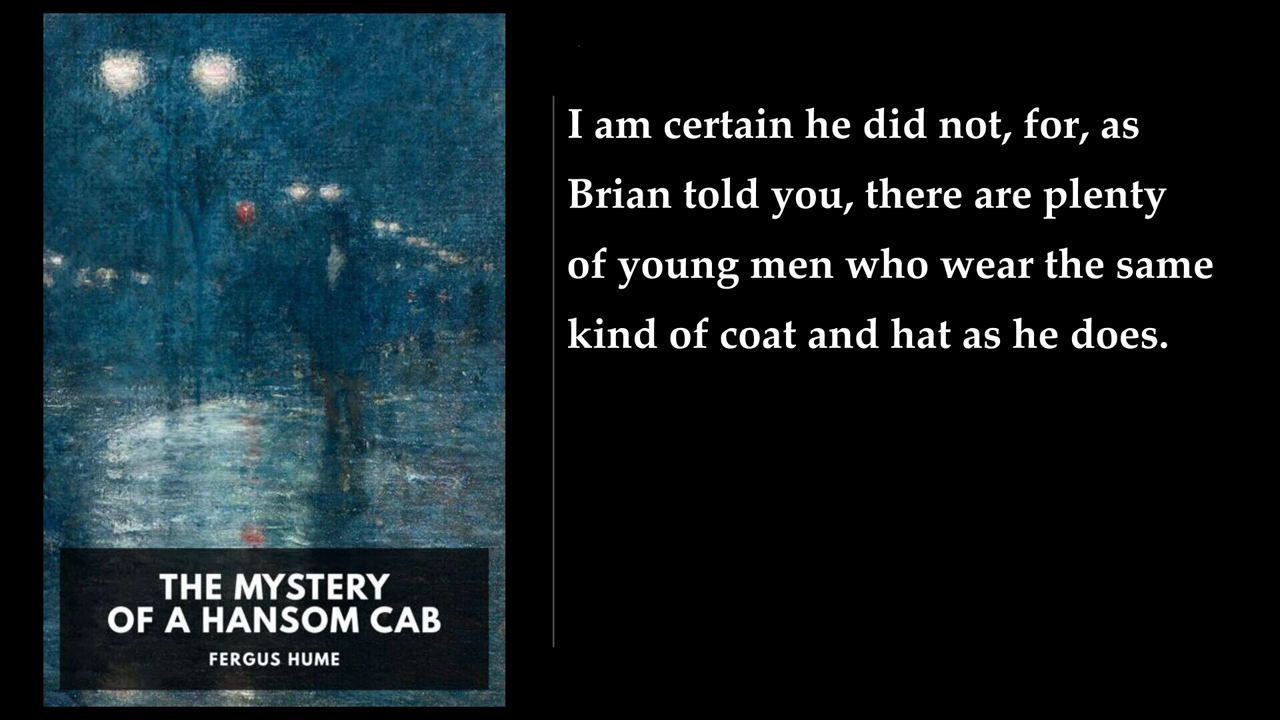 I am certain he did not, for, as
Brian told you, there are plenty
of young men who wear the same
kind of coat and hat as he does.
THE MYSTERY
OF A HANSOM CAB
FERGUS HUME